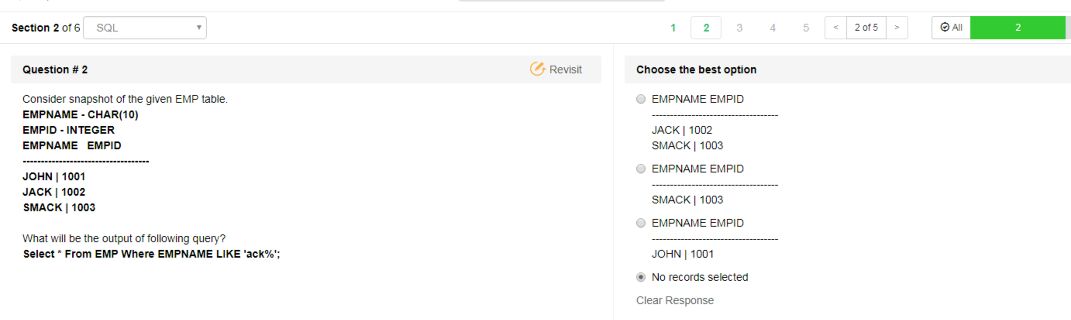 Section 2 of 6 SQL
1 2 3 4 5 < 2 of 5 > All 2
Question # 2
Revisit
Consider snapshot of the given EMP table.
EMPNAME - CHAR(10)
EMPID - INTEGER
EMPNAME EMPID
-----------------------------------
JOHN | 1001
JACK | 1002
SMACK | 1003
What will be the output of following query?
Select * From EMP Where EMPNAME LIKE 'ack%';
Choose the best option
EMPNAME EMPID
-----------------------------------
JACK | 1002
SMACK | 1003
EMPNAME EMPID
-----------------------------------
SMACK | 1003
EMPNAME EMPID
-----------------------------------
JOHN | 1001
No records selected
Clear Response